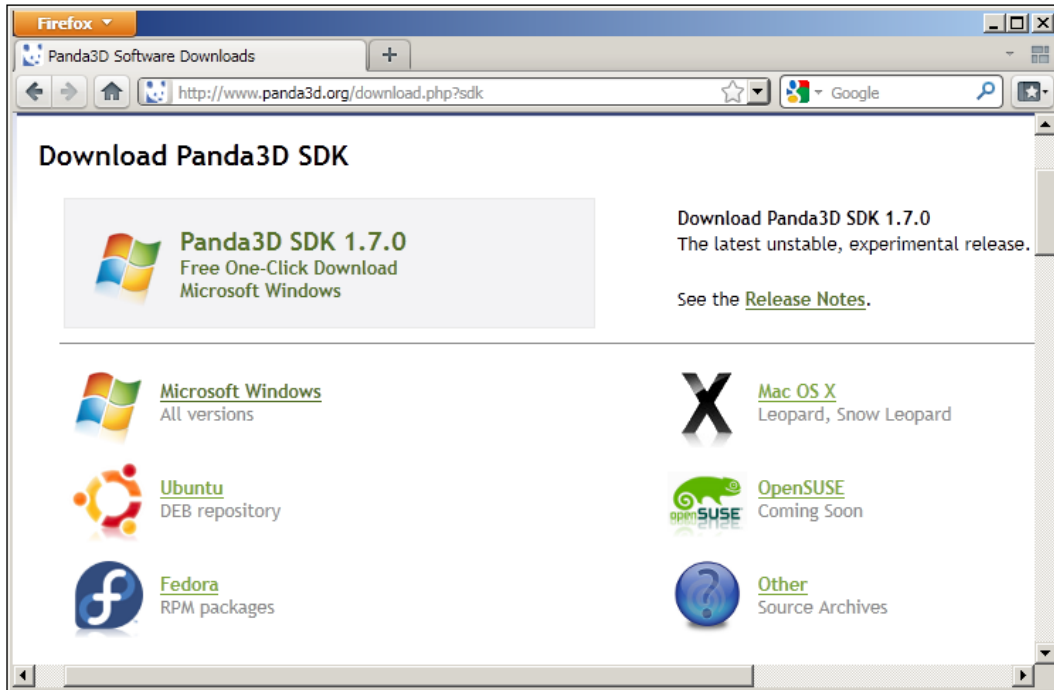 Firefox
Panda3D Software Downloads
http://www.panda3d.org/download.php?sdk
Google
Download Panda3D SDK
Panda3D SDK 1.7.0
Free One-Click Download
Microsoft Windows
Download Panda3D SDK 1.7.0
The latest unstable, experimental release.
See the Release Notes.
Microsoft Windows
All versions
Mac OS X
Leopard, Snow Leopard
Ubuntu
DEB repository
openSUSE
OpenSUSE
Coming Soon
Fedora
RPM packages
Other
Source Archives